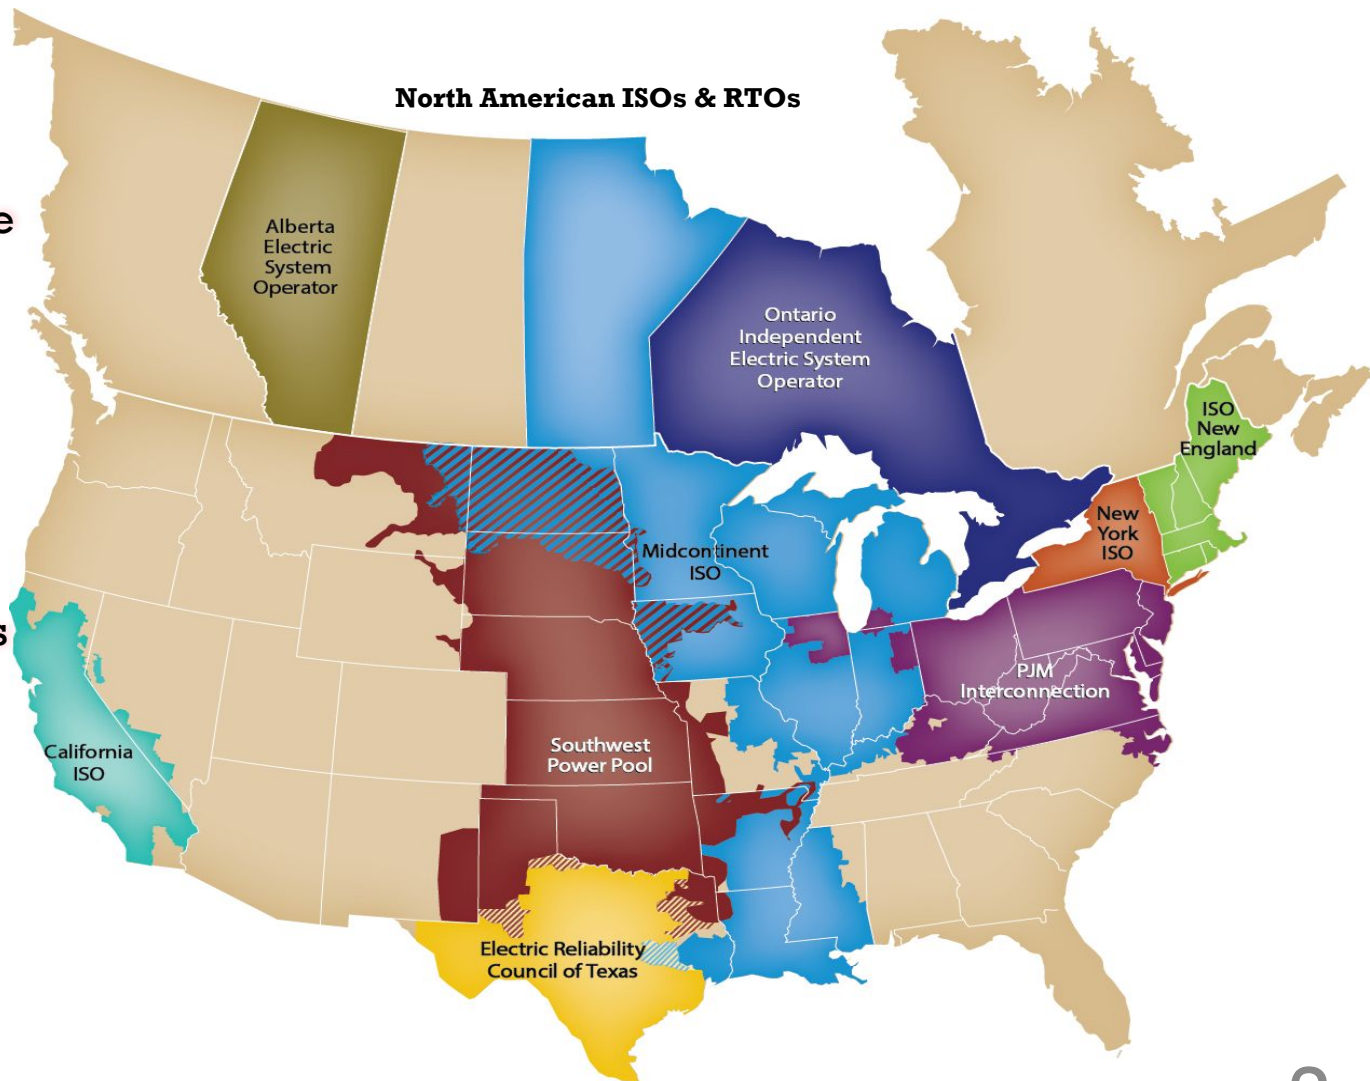 North American ISOs & RTOs
e
Alberta
Electric
System
Operator
Ontario
Independent
Electric System
Operator
ISO
New
England
New
York
ISO
Midcontinent
ISO
s
PJM
Interconnection
Southwest
Power Pool
California
ISO
Electric Reliability
Council of Texas